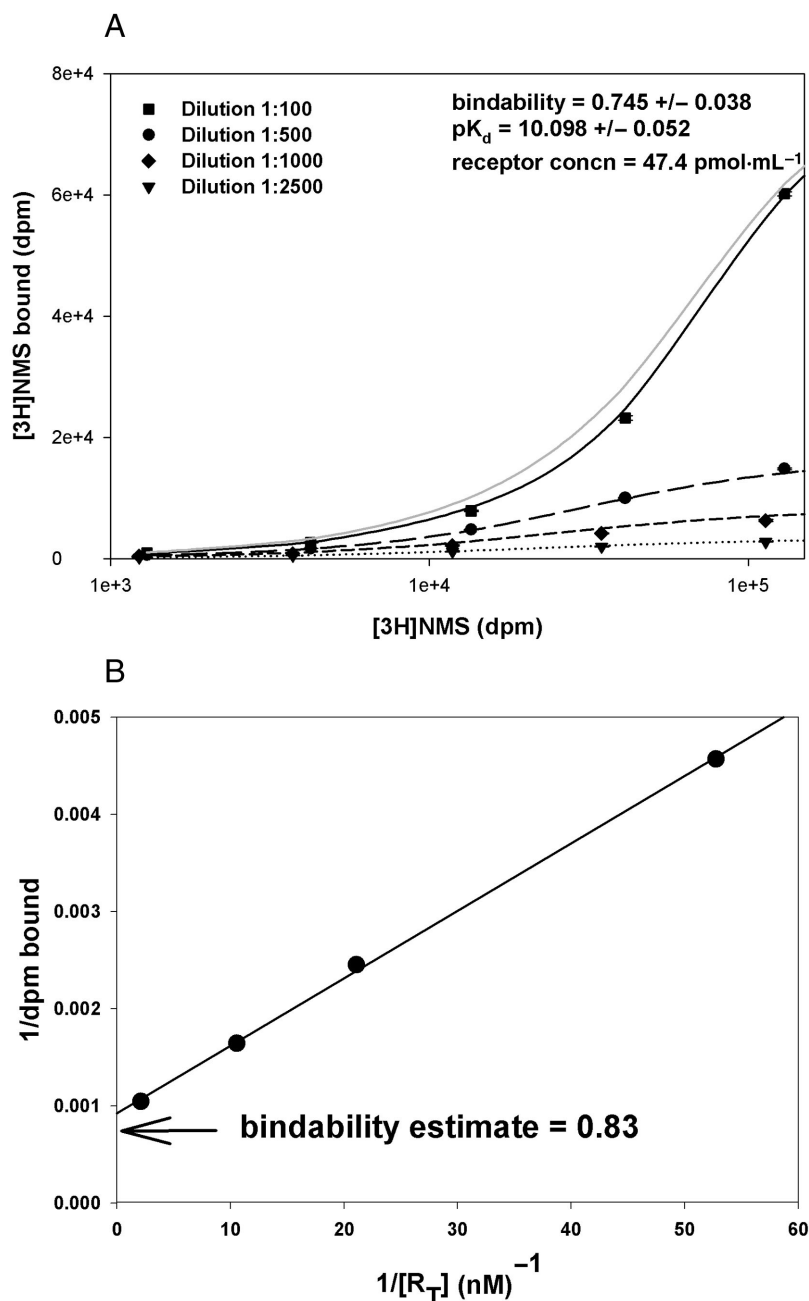 A
8e+4
6e+4
4e+4
2e+4
0
[3H]NMS bound (dpm)
Dilution 1:100
Dilution 1:500
Dilution 1:1000
Dilution 1:2500
bindability = 0.745 +/- 0.038
pKd = 10.098 +/- 0.052
receptor concn = 47.4 pmol·mL⁻¹
1e+3 1e+4 1e+5
[3H]NMS (dpm)
B
0.005
0.004
0.003
0.002
0.001
0.000
1/dpm bound
bindability estimate = 0.83
0 10 20 30 40 50 60
1/[RT] (nM)⁻¹